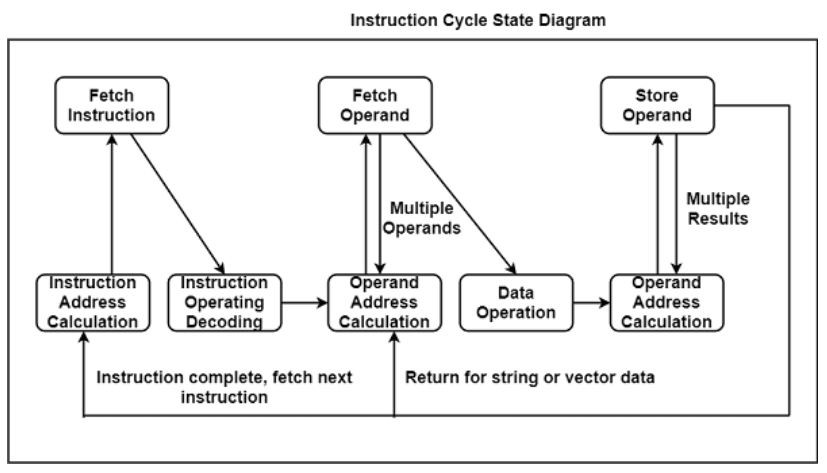 Instruction Cycle State Diagram
Fetch
Instruction
Fetch
Operand
Store
Operand
Multiple
Operands
Multiple
Results
Instruction
Address
Calculation
Instruction
Operating
Decoding
Operand
Address
Calculation
Data
Operation
Operand
Address
Calculation
Instruction complete, fetch next
instruction
Return for string or vector data